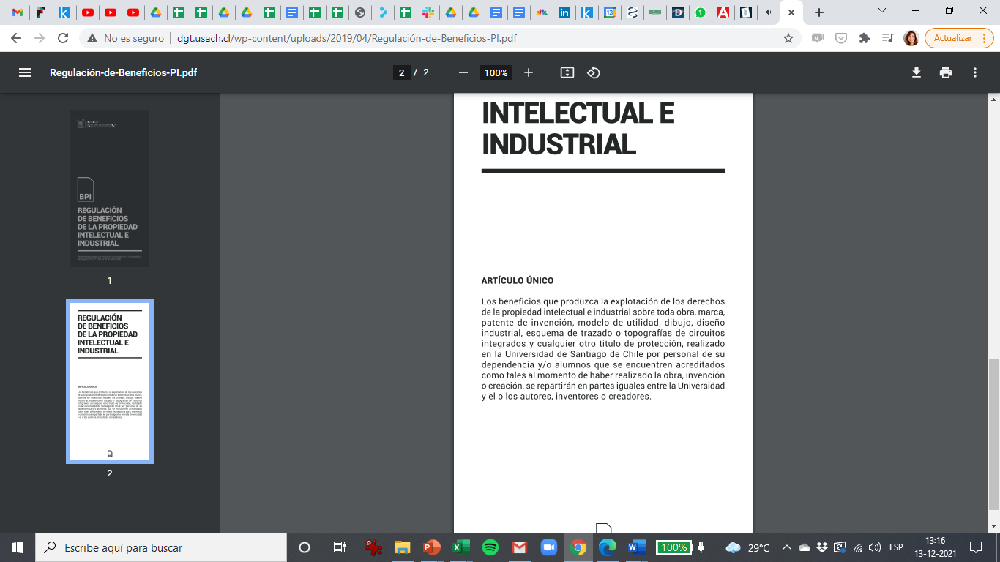 No es seguro
dgt.usach.cl/wp-content/uploads/2019/04/Regulación-de-Beneficios-PI.pdf
Actualizar
Regulación-de-Beneficios-PI.pdf
2 / 2
100%
BPI
REGULACIÓN
DE BENEFICIOS
DE LA PROPIEDAD
INTELECTUAL E
INDUSTRIAL
1
REGULACIÓN
DE BENEFICIOS
DE LA PROPIEDAD
INTELECTUAL E
INDUSTRIAL
ARTÍCULO ÚNICO
2
INTELECTUAL E
INDUSTRIAL
ARTÍCULO ÚNICO
Los beneficios que produzca la explotación de los derechos
de la propiedad intelectual e industrial sobre toda obra, marca,
patente de invención, modelo de utilidad, dibujo, diseño
industrial, esquema de trazado o topografías de circuitos
integrados y cualquier otro titulo de protección, realizado
en la Universidad de Santiago de Chile por personal de su
dependencia y/o alumnos que se encuentren acreditados
como tales al momento de haber realizado la obra, invención
o creación, se repartirán en partes iguales entre la Universidad
y el o los autores, inventores o creadores.
Escribe aquí para buscar
100%
29°C
ESP
13:16
13-12-2021